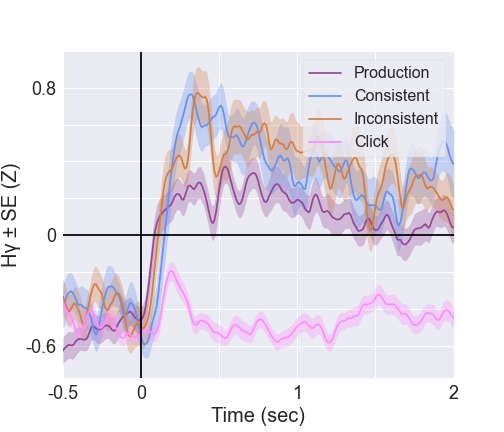 Production
Consistent
Inconsistent
Click
0.8
0
-0.6
Hγ ± SE (Z)
-0.5
0
1
2
Time (sec)